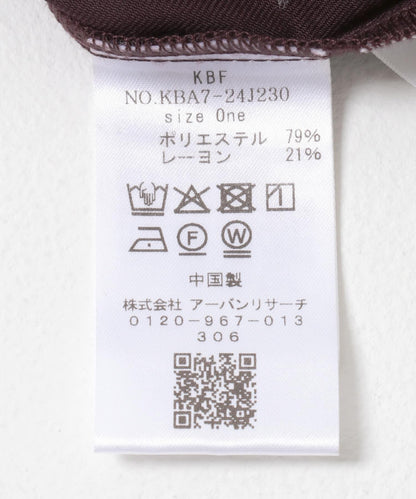 KBF
NO.KBA7-24J230
size One
ポリエステル 79%
レーヨン 21%
F W
中国製
株式会社 アーバンリサーチ
0120-967-013
306